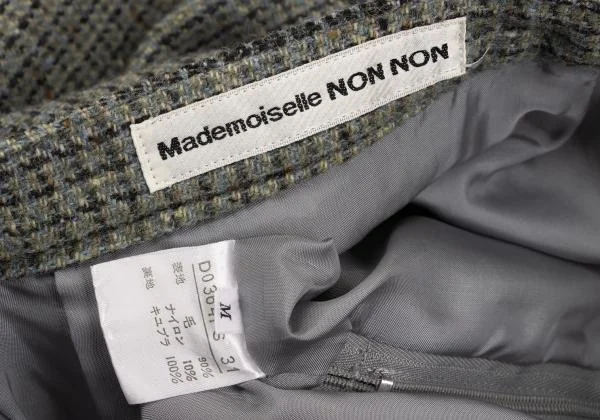 Mademoiselle NON NON
M
表地 毛 90%
ナイロン 10%
裏地 キュプラ 100%